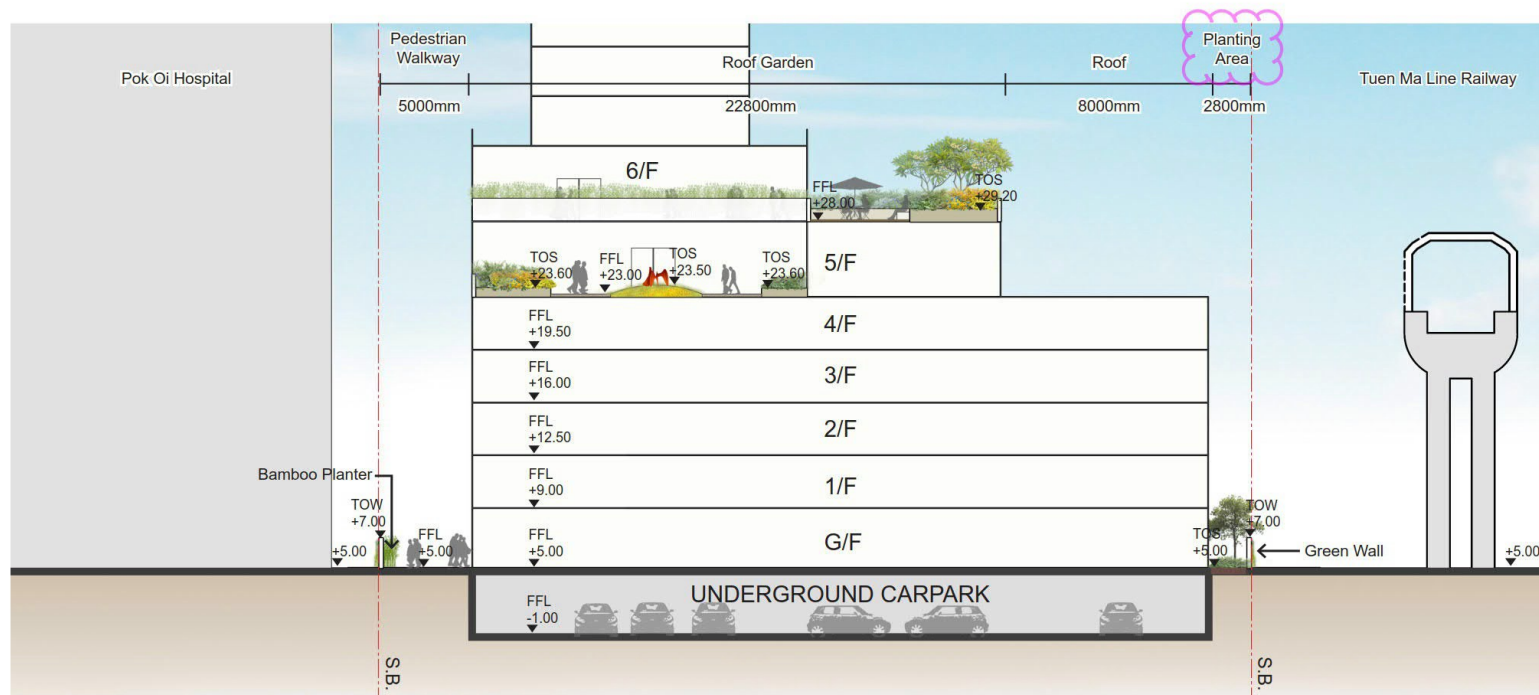 Pok Oi Hospital
Pedestrian
Walkway
Roof Garden
Roof
Planting
Area
Tuen Ma Line Railway
5000mm
22800mm
8000mm
2800mm
6/F
FFL
+28.00
TOS
+29.20
TOS
+23.60
FFL
+23.00
TOS
+23.50
TOS
+23.60
5/F
FFL
+19.50
4/F
FFL
+16.00
3/F
FFL
+12.50
2/F
Bamboo Planter
FFL
+9.00
1/F
TOW
+7.00
+5.00
FFL
+5.00
FFL
+5.00
G/F
TOS
+5.00
TOW
+7.00
Green Wall
+5.00
UNDERGROUND CARPARK
FFL
-1.00
S.B.
S.B.